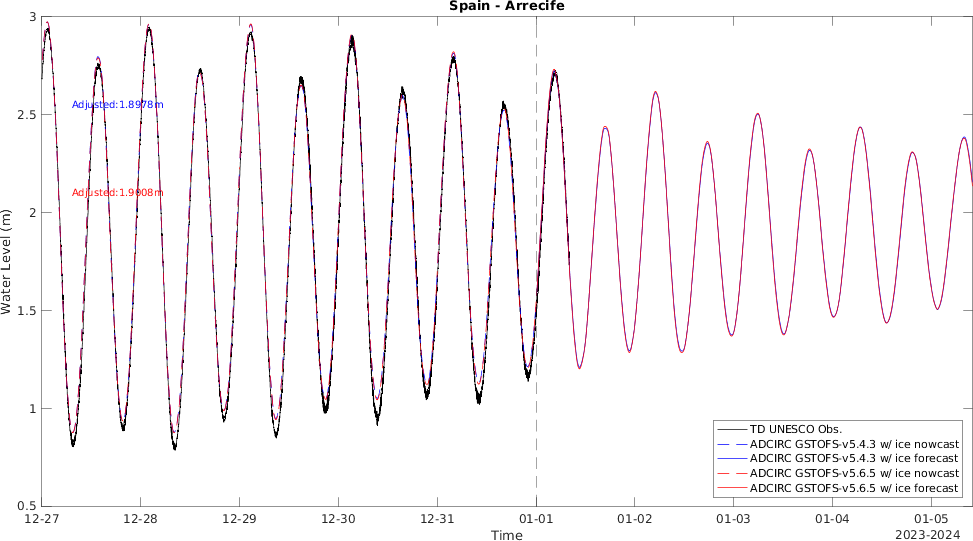 Spain - Arrecife
3
2.5
2
1.5
1
0.5
Water Level (m)
Adjusted:1.8978m
Adjusted:1.9008m
TD UNESCO Obs.
ADCIRC GSTOFS-v5.4.3 w/ ice nowcast
ADCIRC GSTOFS-v5.4.3 w/ ice forecast
ADCIRC GSTOFS-v5.6.5 w/ ice nowcast
ADCIRC GSTOFS-v5.6.5 w/ ice forecast
12-27 12-28 12-29 12-30 12-31 01-01 01-02 01-03 01-04 01-05
Time
2023-2024